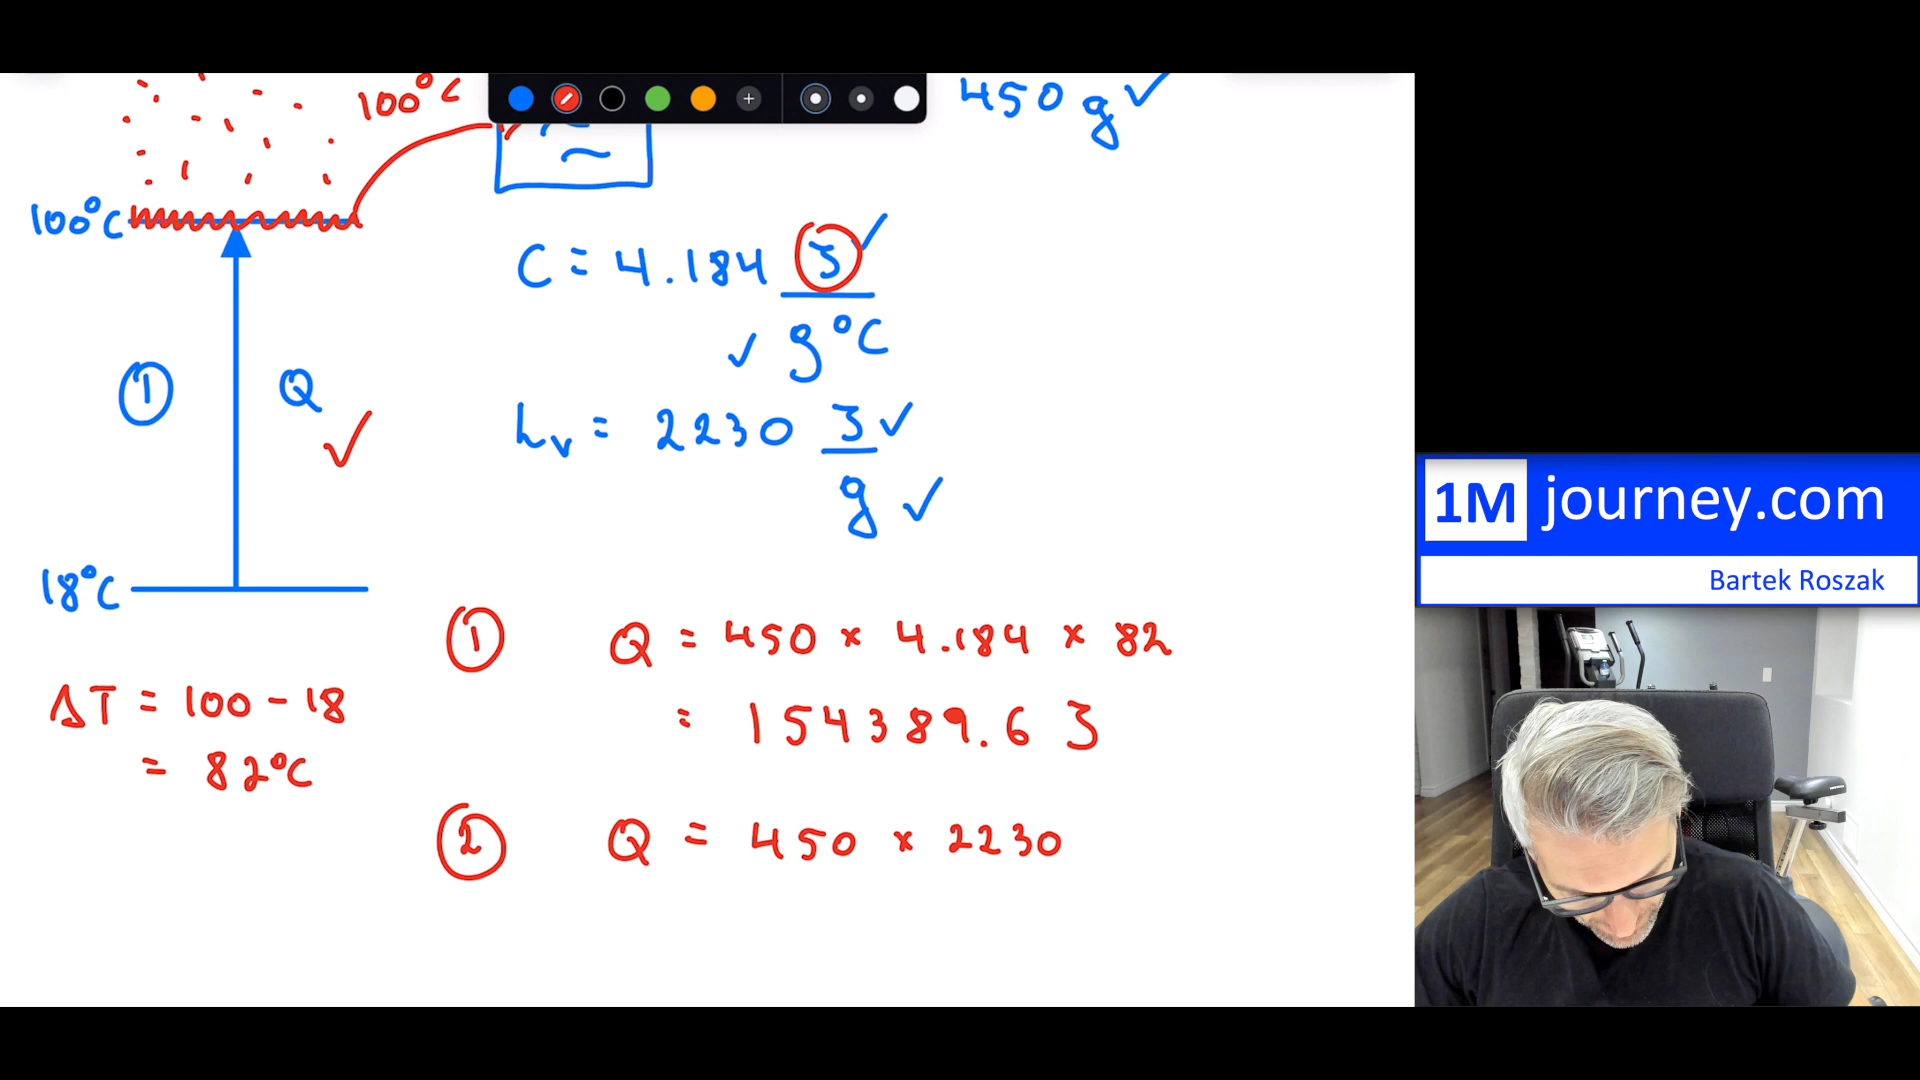 100°C
450 g ✓
100°C
C = 4.184 J ✓
✓ g°C
① Q ✓
Lv = 2230 J ✓
g ✓
18°C
① Q = 450 × 4.184 × 82
ΔT = 100 - 18
= 154389.6 J
= 82°C
② Q = 450 × 2230
1M journey.com
Bartek Roszak